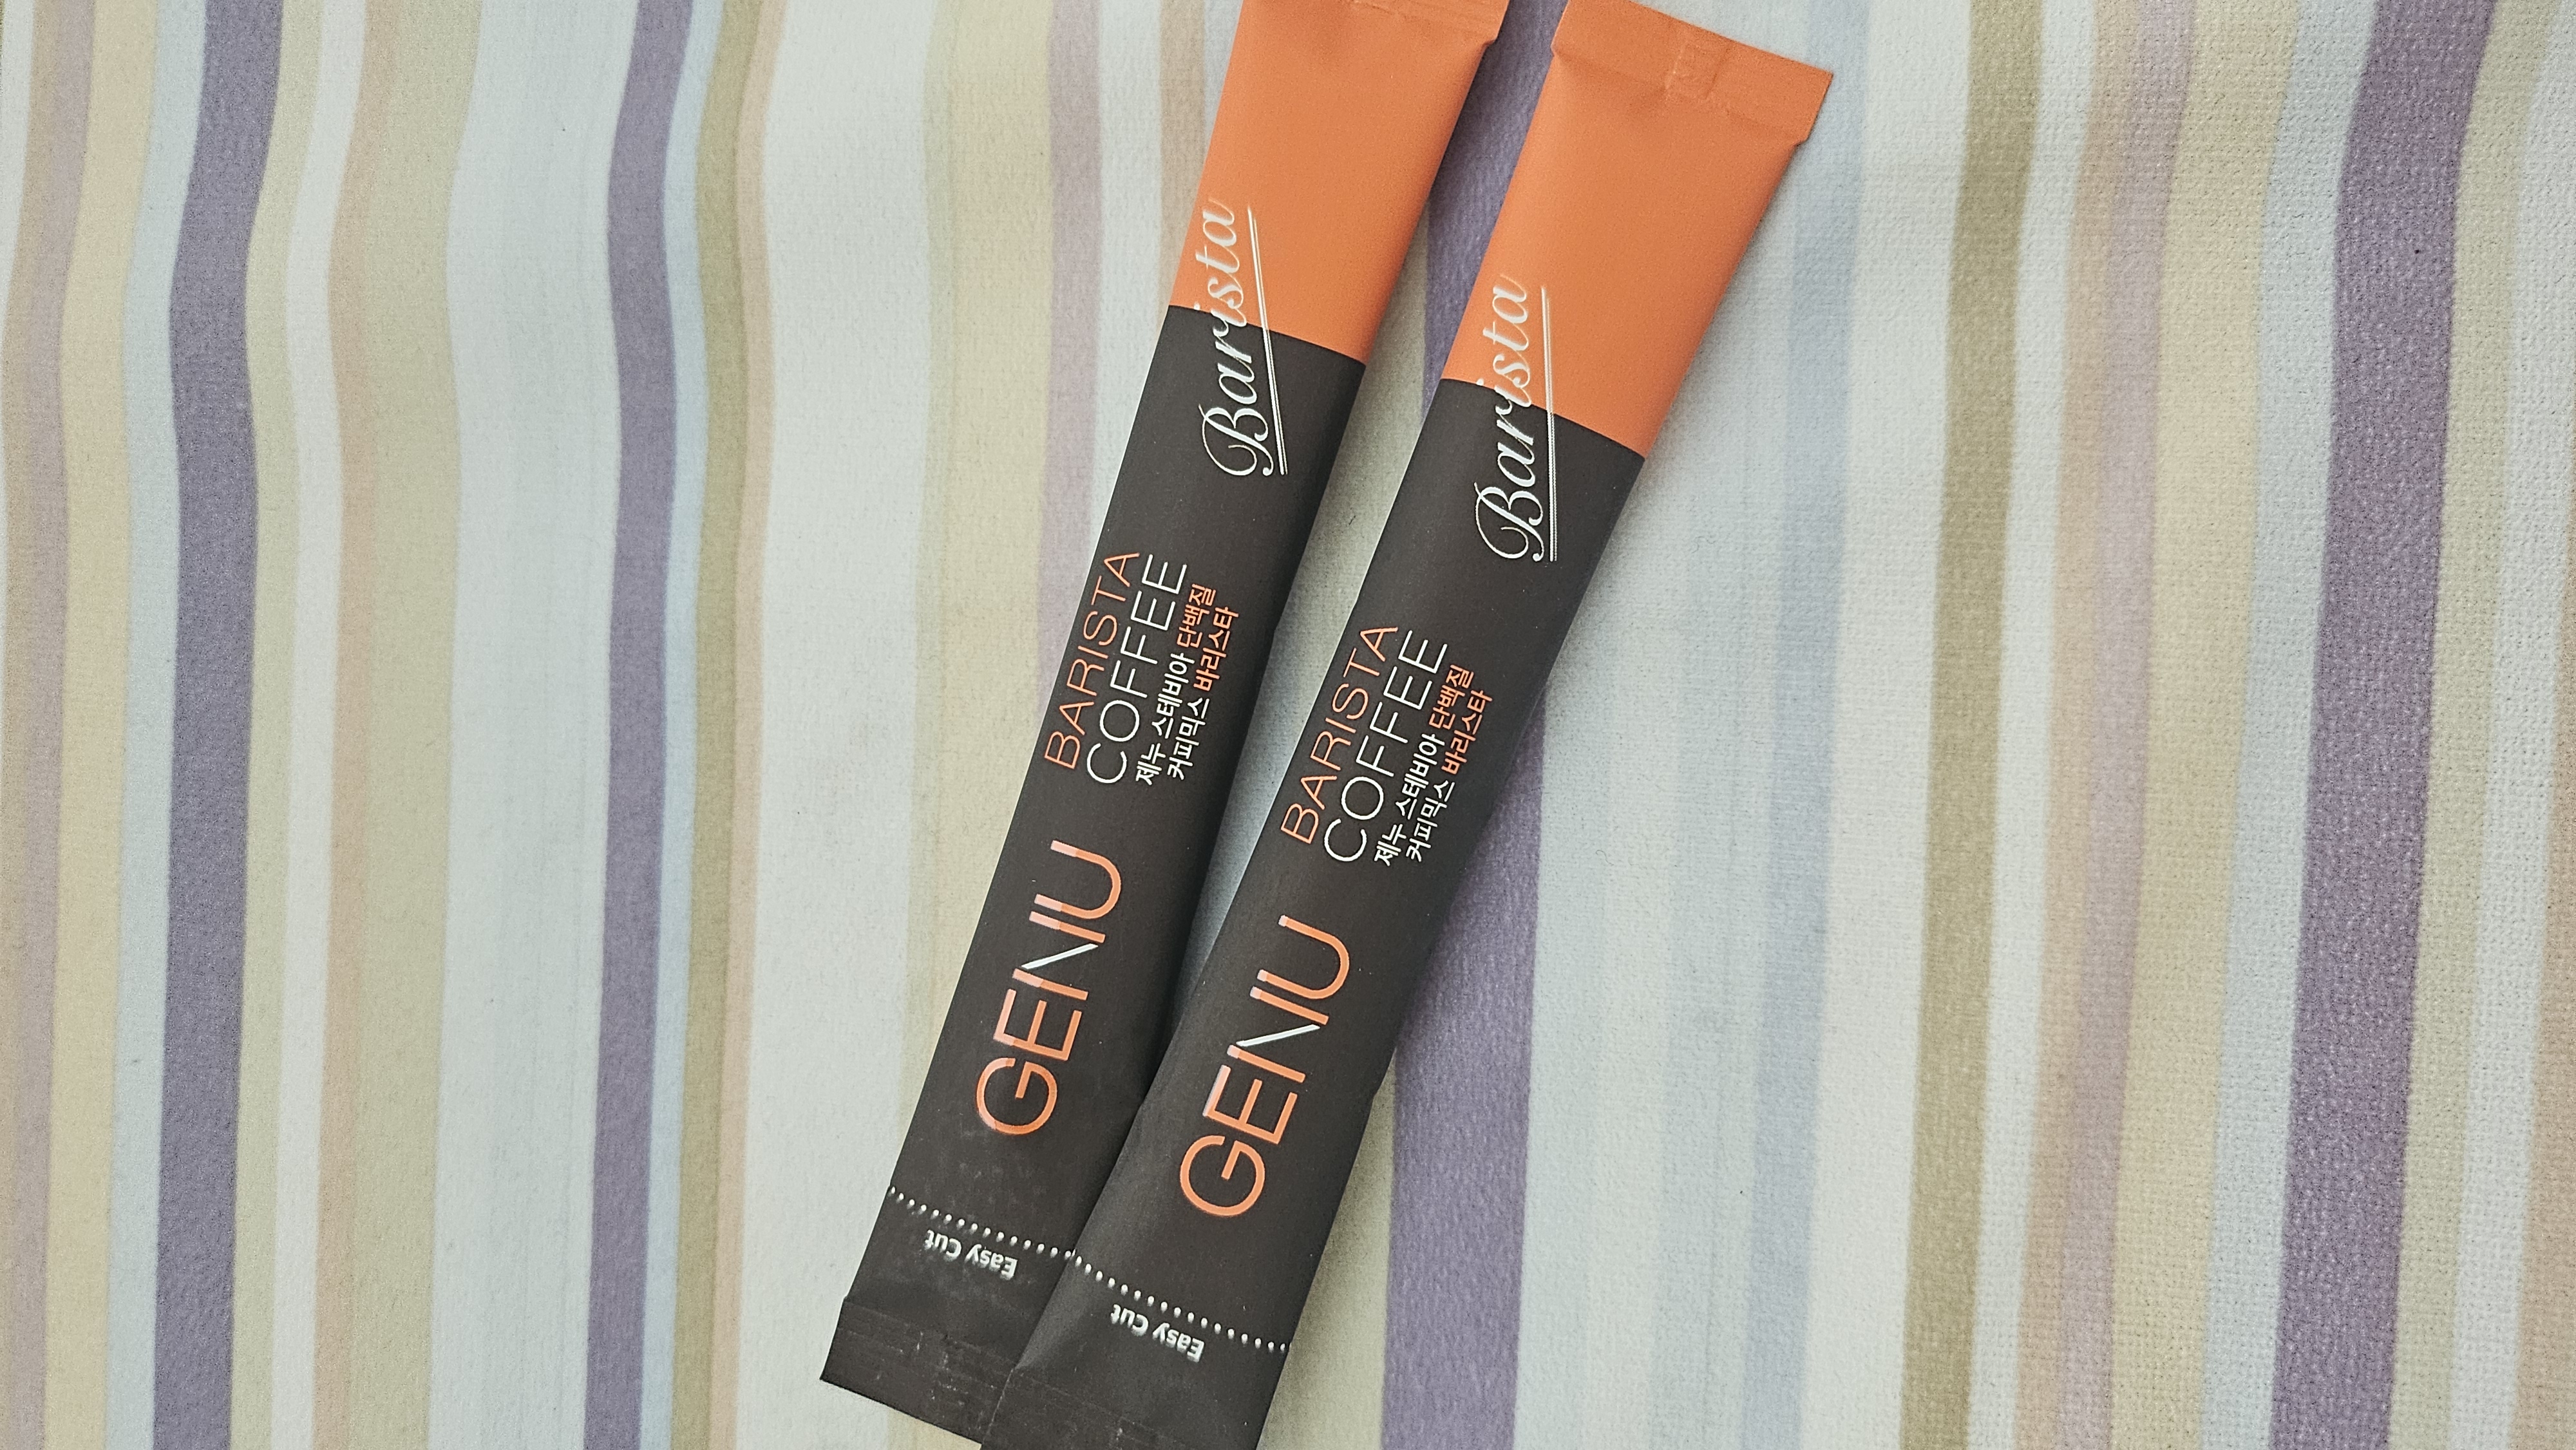 GENU
BARISTA
COFFEE
제누 스테비아 단백질
커피믹스 바리스타
Barista
Easy Cut
GENU
BARISTA
COFFEE
제누 스테비아 단백질
커피믹스 바리스타
Barista
Easy Cut